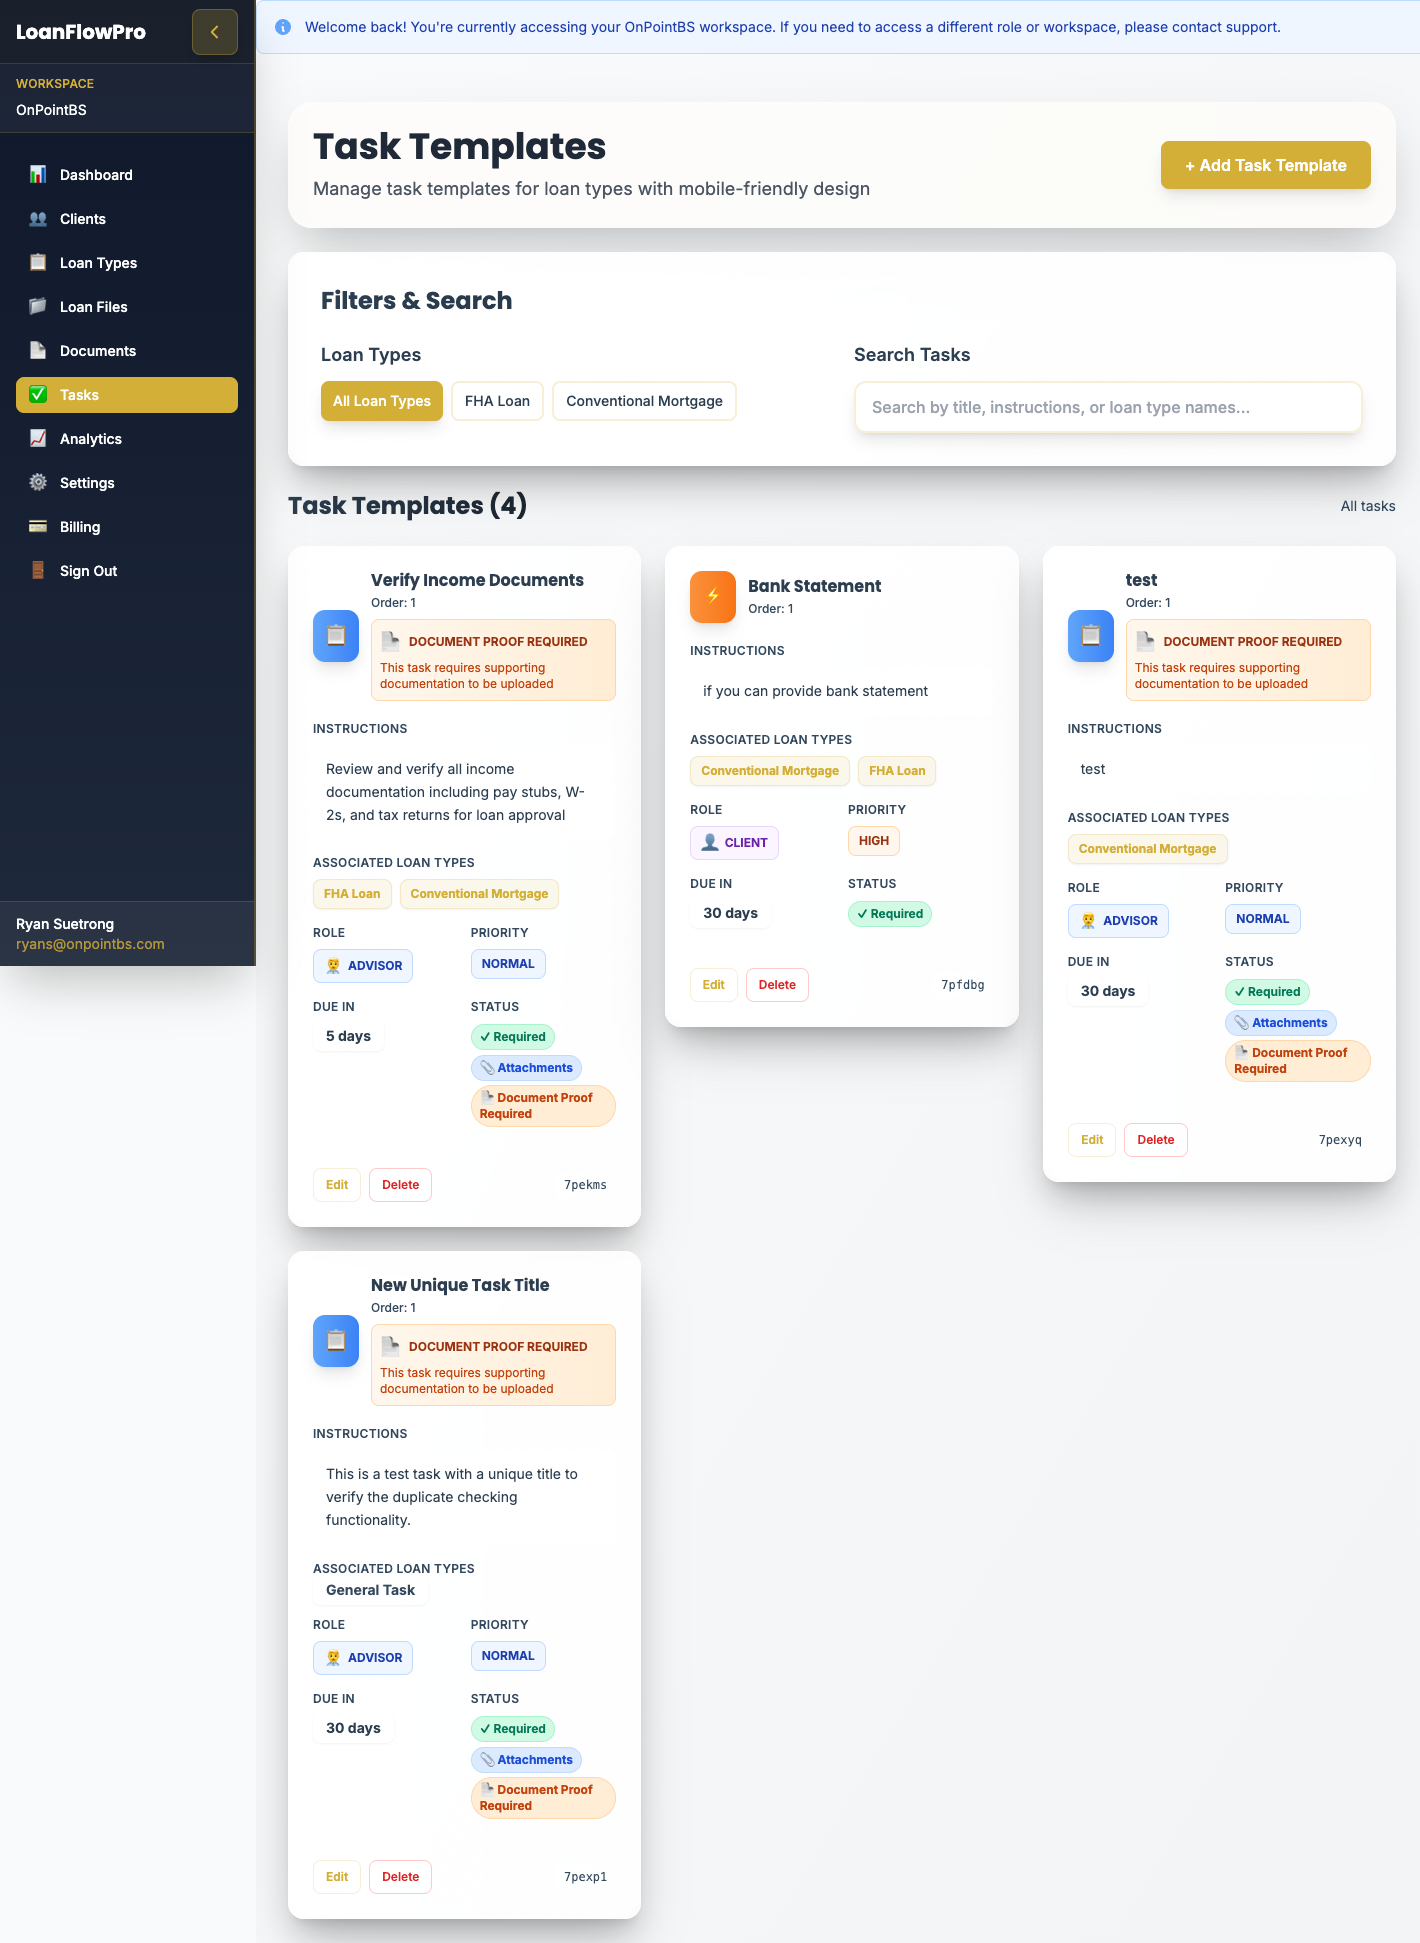 LoanFlowPro
WORKSPACE
OnPointBS
Dashboard
Clients
Loan Types
Loan Files
Documents
Tasks
Analytics
Settings
Billing
Sign Out
Ryan Suetrong
ryans@onpointbs.com
Welcome back! You're currently accessing your OnPointBS workspace. If you need to access a different role or workspace, please contact support.
Task Templates
Manage task templates for loan types with mobile-friendly design
+ Add Task Template
Filters & Search
Loan Types
All Loan Types
FHA Loan
Conventional Mortgage
Search Tasks
Search by title, instructions, or loan type names...
Task Templates (4)
All tasks
Verify Income Documents
Order: 1
DOCUMENT PROOF REQUIRED
This task requires supporting
documentation to be uploaded
INSTRUCTIONS
Review and verify all income
documentation including pay stubs, W-
2s, and tax returns for loan approval
ASSOCIATED LOAN TYPES
FHA Loan
Conventional Mortgage
ROLE
ADVISOR
PRIORITY
NORMAL
DUE IN
5 days
STATUS
✓ Required
Attachments
Document Proof
Required
Edit
Delete
7pekms
Bank Statement
Order: 1
INSTRUCTIONS
if you can provide bank statement
ASSOCIATED LOAN TYPES
Conventional Mortgage
FHA Loan
ROLE
CLIENT
PRIORITY
HIGH
DUE IN
30 days
STATUS
✓ Required
Edit
Delete
7pfdbg
test
Order: 1
DOCUMENT PROOF REQUIRED
This task requires supporting
documentation to be uploaded
INSTRUCTIONS
test
ASSOCIATED LOAN TYPES
Conventional Mortgage
ROLE
ADVISOR
PRIORITY
NORMAL
DUE IN
30 days
STATUS
✓ Required
Attachments
Document Proof
Required
Edit
Delete
7pexyq
New Unique Task Title
Order: 1
DOCUMENT PROOF REQUIRED
This task requires supporting
documentation to be uploaded
INSTRUCTIONS
This is a test task with a unique title to
verify the duplicate checking
functionality.
ASSOCIATED LOAN TYPES
General Task
ROLE
ADVISOR
PRIORITY
NORMAL
DUE IN
30 days
STATUS
✓ Required
Attachments
Document Proof
Required
Edit
Delete
7pexp1